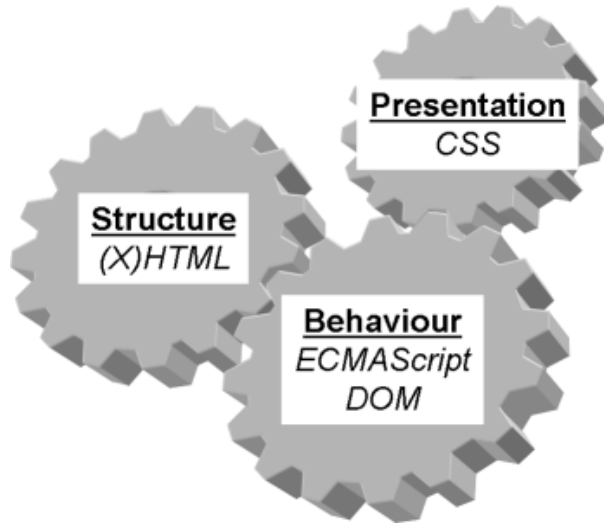 Presentation
CSS
Structure
(X)HTML
Behaviour
ECMAScript
DOM